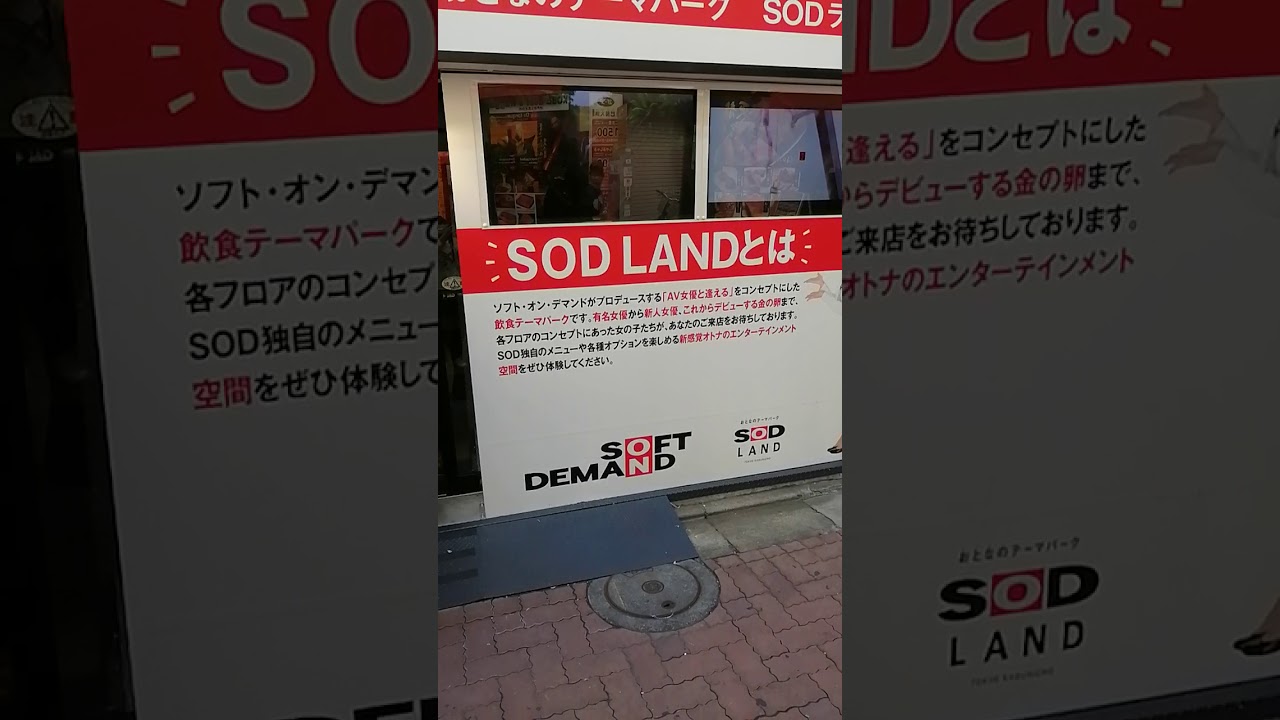 おとなのテーマパーク SODラ
1500
SOD LANDとは
ソフト・オン・デマンドがプロデュースする「AV女優と逢える」をコンセプトにした
飲食テーマパークです。有名女優から新人女優、これからデビューする金の卵まで、
各フロアのコンセプトにあった女の子たちが、あなたのご来店をお待ちしております。
SOD独自のメニューや各種オプションを楽しめる新感覚オトナのエンターテインメント
空間をぜひ体験してください。
SOFT
ON
DEMAND
おとなのテーマパーク
SOD
LAND